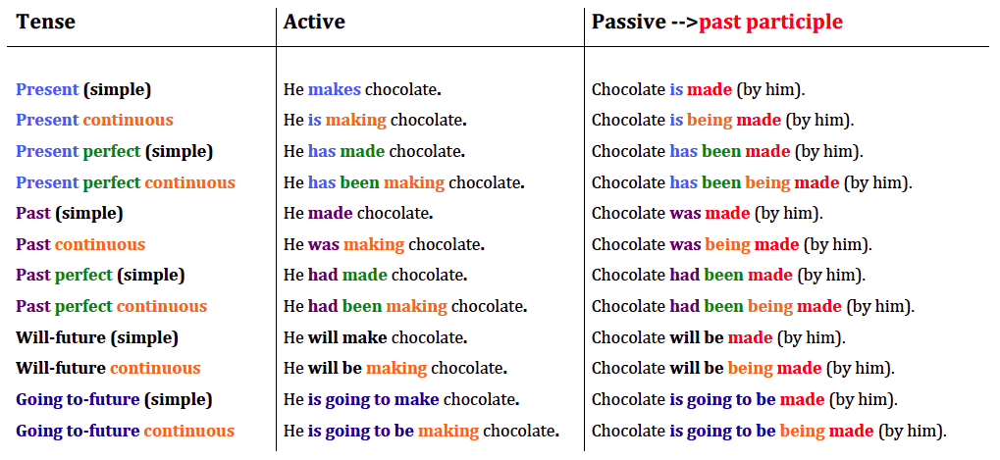 Tense Active Passive -->past participle
Present (simple) He makes chocolate. Chocolate is made (by him).
Present continuous He is making chocolate. Chocolate is being made (by him).
Present perfect (simple) He has made chocolate. Chocolate has been made (by him).
Present perfect continuous He has been making chocolate. Chocolate has been being made (by him).
Past (simple) He made chocolate. Chocolate was made (by him).
Past continuous He was making chocolate. Chocolate was being made (by him).
Past perfect (simple) He had made chocolate. Chocolate had been made (by him).
Past perfect continuous He had been making chocolate. Chocolate had been being made (by him).
Will-future (simple) He will make chocolate. Chocolate will be made (by him).
Will-future continuous He will be making chocolate. Chocolate will be being made (by him).
Going to-future (simple) He is going to make chocolate. Chocolate is going to be made (by him).
Going to-future continuous He is going to be making chocolate. Chocolate is going to be being made (by him).